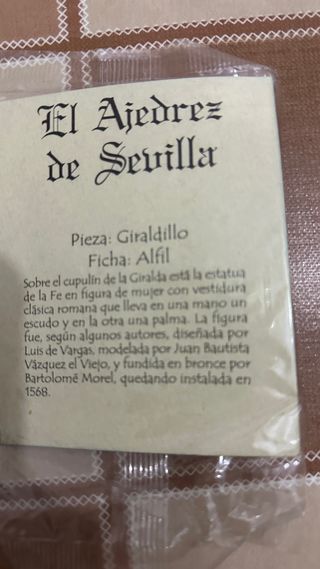 El Ajedrez
de Sevilla
Pieza: Giraldillo
Ficha: Alfil
Sobre el cupulín de la Giralda está la estatua
de la Fe en figura de mujer con vestidura
clásica romana que lleva en una mano un
escudo y en la otra una palma. La figura
fue, según algunos autores, diseñada por
Luis de Vargas, modelada por Juan Bautista
Vázquez el Viejo, y fundida en bronce por
Bartolomé Morel, quedando instalada en
1568.